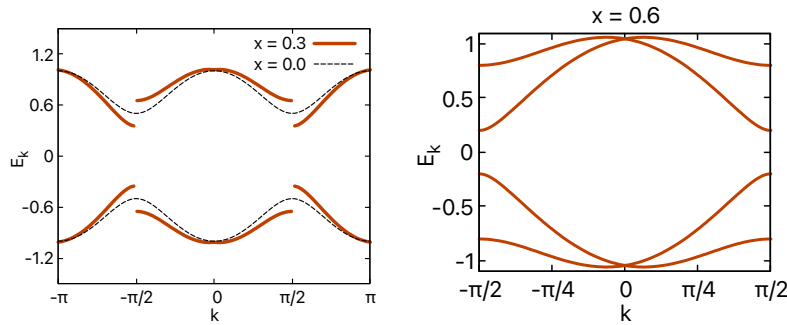 x = 0.3
x = 0.0
1.2
0.6
0
-0.6
-1.2
E_k
-π -π/2 0 π/2 π
k
x = 0.6
1
0.5
0
-0.5
-1
E_k
-π/2 -π/4 0 π/4 π/2
k